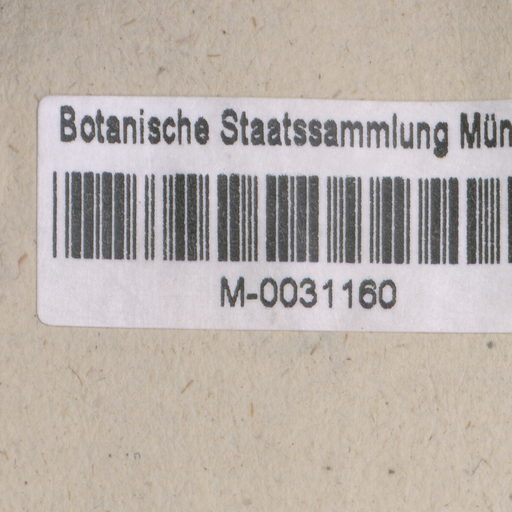 Botanische Staatssammlung Mün
M-0031160